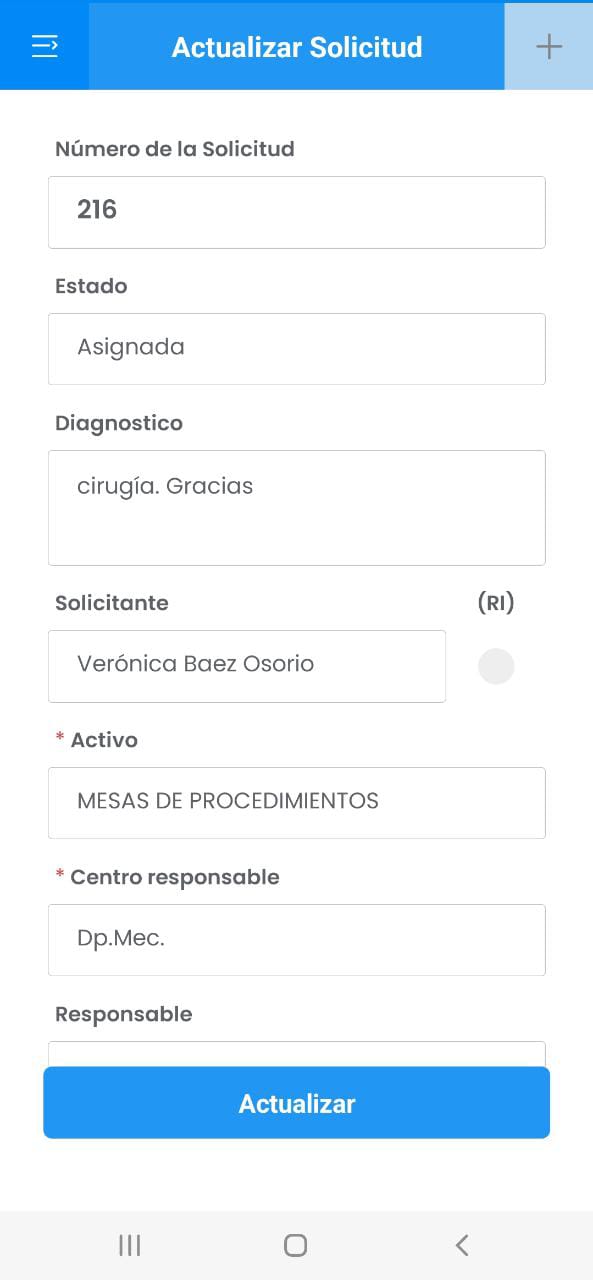 Actualizar Solicitud
Número de la Solicitud
216
Estado
Asignada
Diagnostico
cirugía. Gracias
Solicitante (RI)
Verónica Baez Osorio
* Activo
MESAS DE PROCEDIMIENTOS
* Centro responsable
Dp.Mec.
Responsable
Actualizar